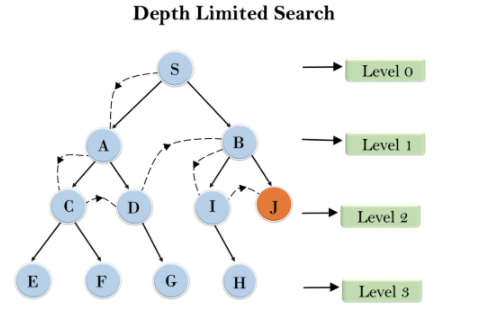 Depth Limited Search
S
Level 0
A
B
Level 1
C
D
I
J
Level 2
E
F
G
H
Level 3